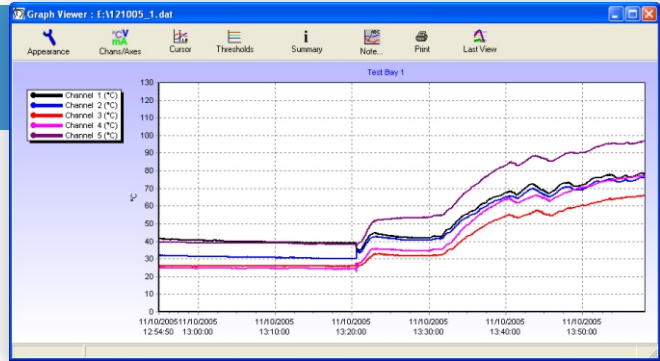 Graph Viewer : E:\121005_1.dat
Appearance
°CV
mA
Chans/Axes
Cursor
Thresholds
i
Summary
ABC
Note...
Print
Last View
Test Bay 1
Channel 1 (°C)
Channel 2 (°C)
Channel 3 (°C)
Channel 4 (°C)
Channel 5 (°C)
°C
130
120
110
100
90
80
70
60
50
40
30
20
10
0
11/10/2005 11/10/2005 11/10/2005 11/10/2005 11/10/2005 11/10/2005 11/10/2005
12:54:50 13:00:00 13:10:00 13:20:00 13:30:00 13:40:00 13:50:00